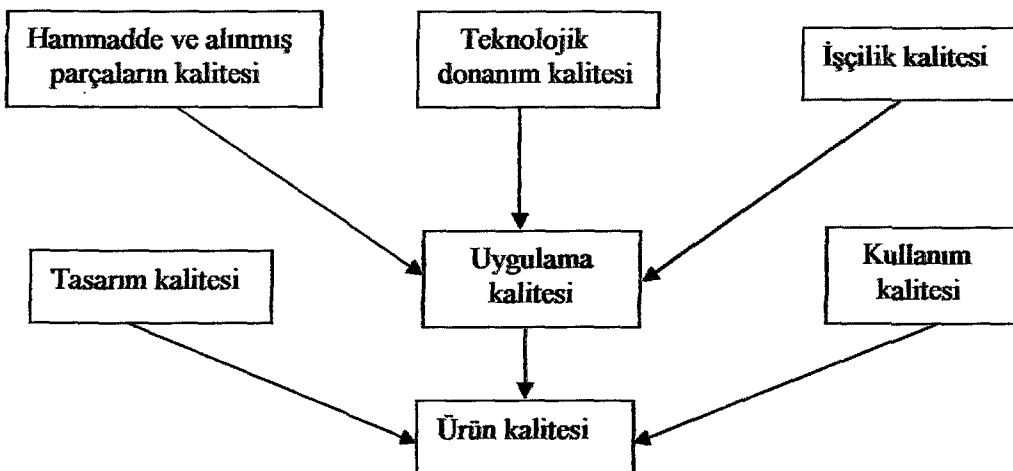 Hammadde ve alınmış
parçaların kalitesi
Teknolojik
donanım kalitesi
İşçilik kalitesi
Tasarım kalitesi
Uygulama
kalitesi
Kullanım
kalitesi
Ürün kalitesi